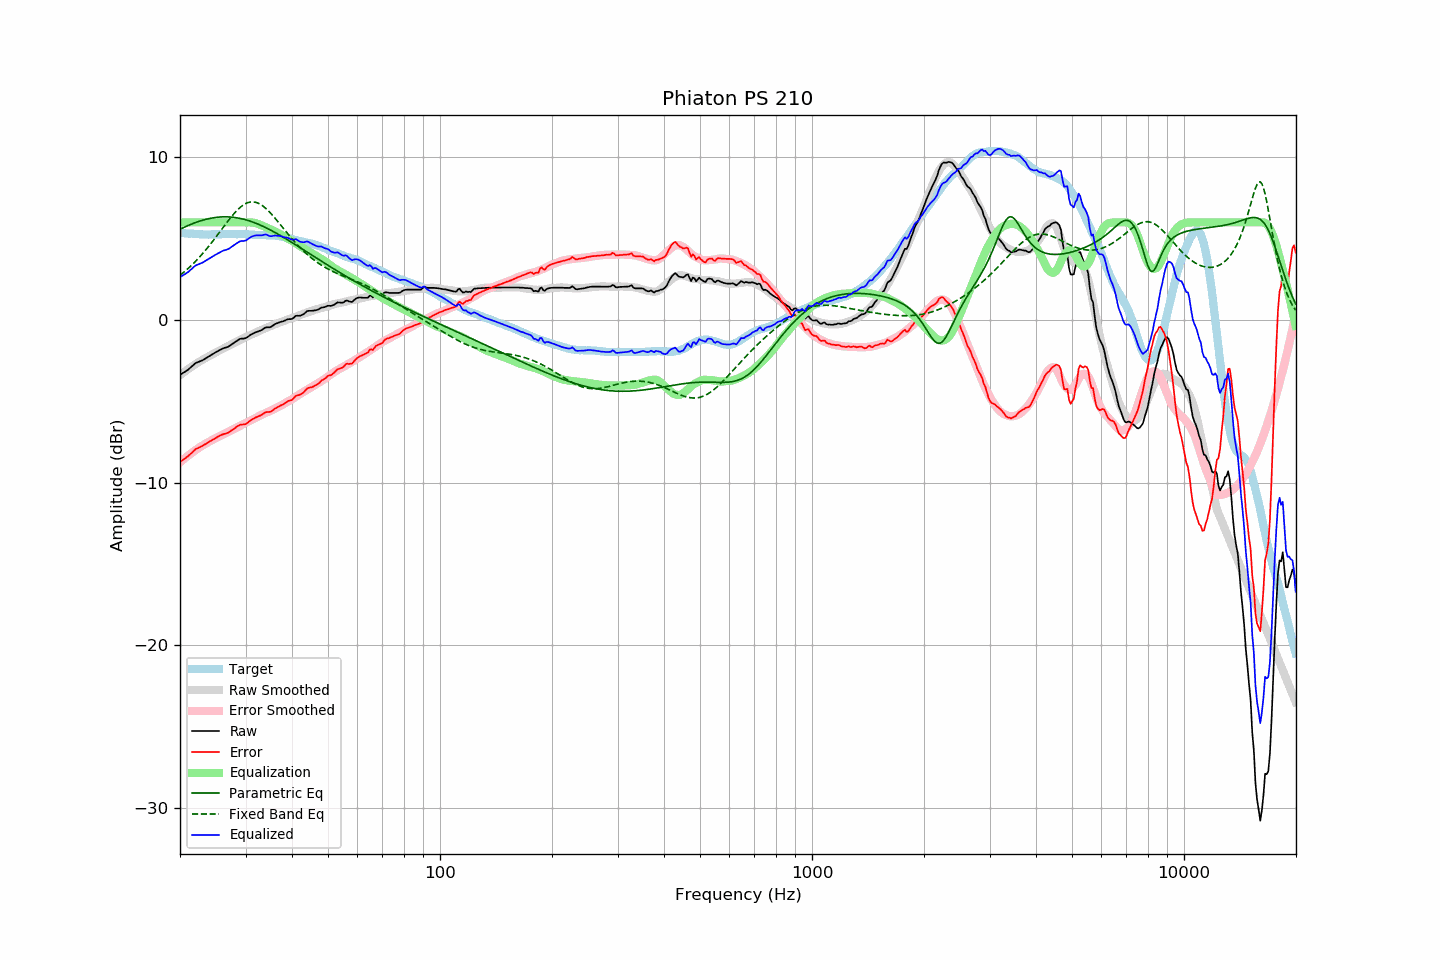 Phiaton PS 210
10
0
−10
−20
−30
Amplitude (dBr)
Target
Raw Smoothed
Error Smoothed
Raw
Error
Equalization
Parametric Eq
Fixed Band Eq
Equalized
100
1000
10000
Frequency (Hz)